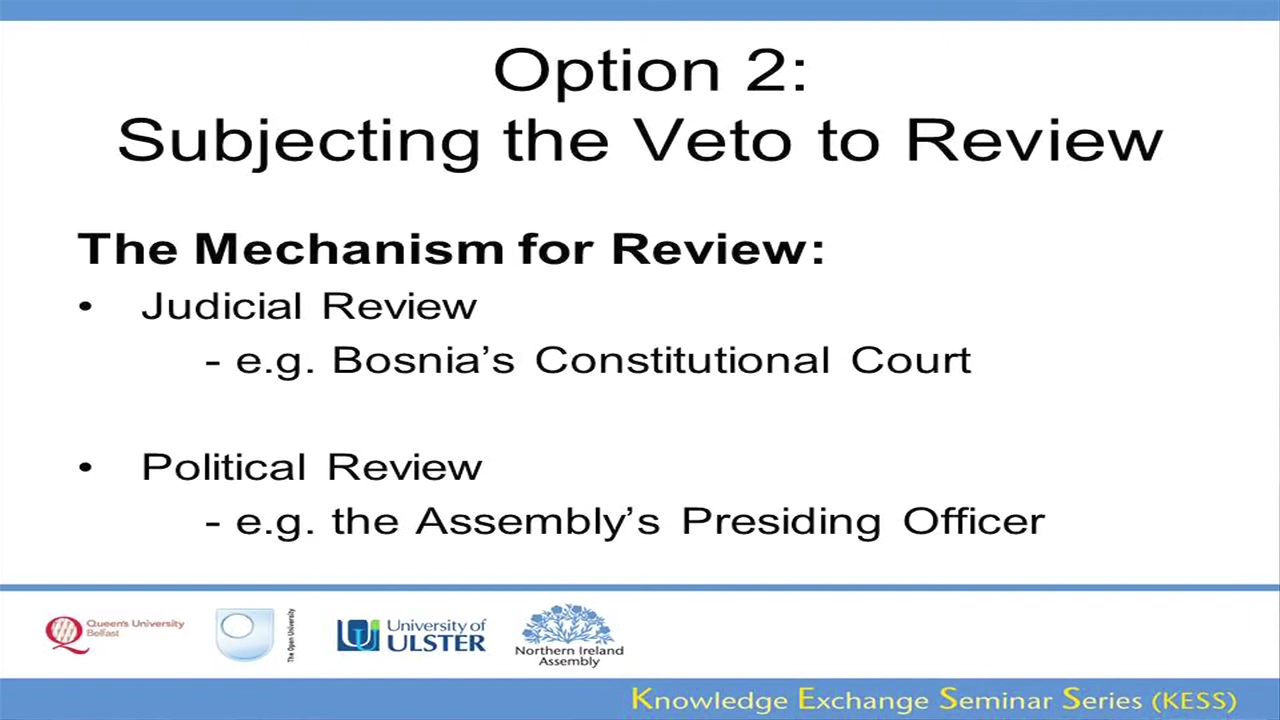 Option 2:
Subjecting the Veto to Review
The Mechanism for Review:
• Judicial Review
- e.g. Bosnia’s Constitutional Court
• Political Review
- e.g. the Assembly’s Presiding Officer
Queen's University
Belfast
The Open University
University of
ULSTER
Northern Ireland
Assembly
Knowledge Exchange Seminar Series (KESS)